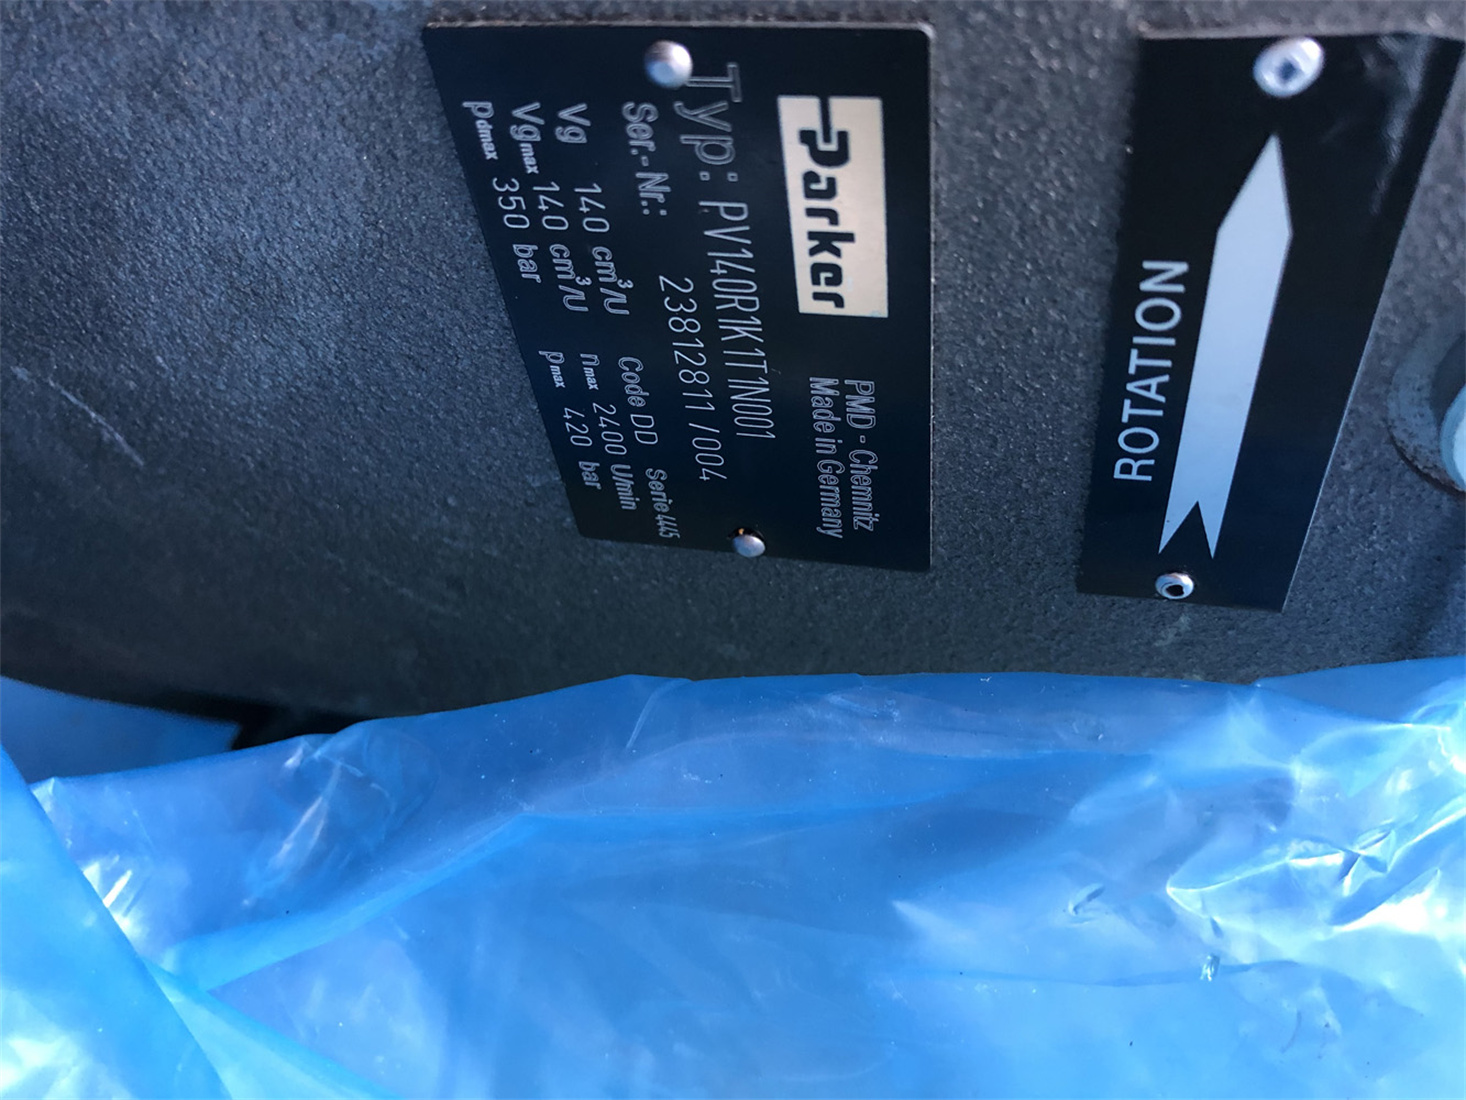 Parker
PMD - Chemnitz
Made in Germany
Typ: PV140R1K1T1N001
Ser.-Nr.: 23812811 /004
Code DD Serie 44S
Vg 140 cm³/U nmax 2400 U/min
Vgmax 140 cm³/U pmax 420 bar
pdmax 350 bar
ROTATION